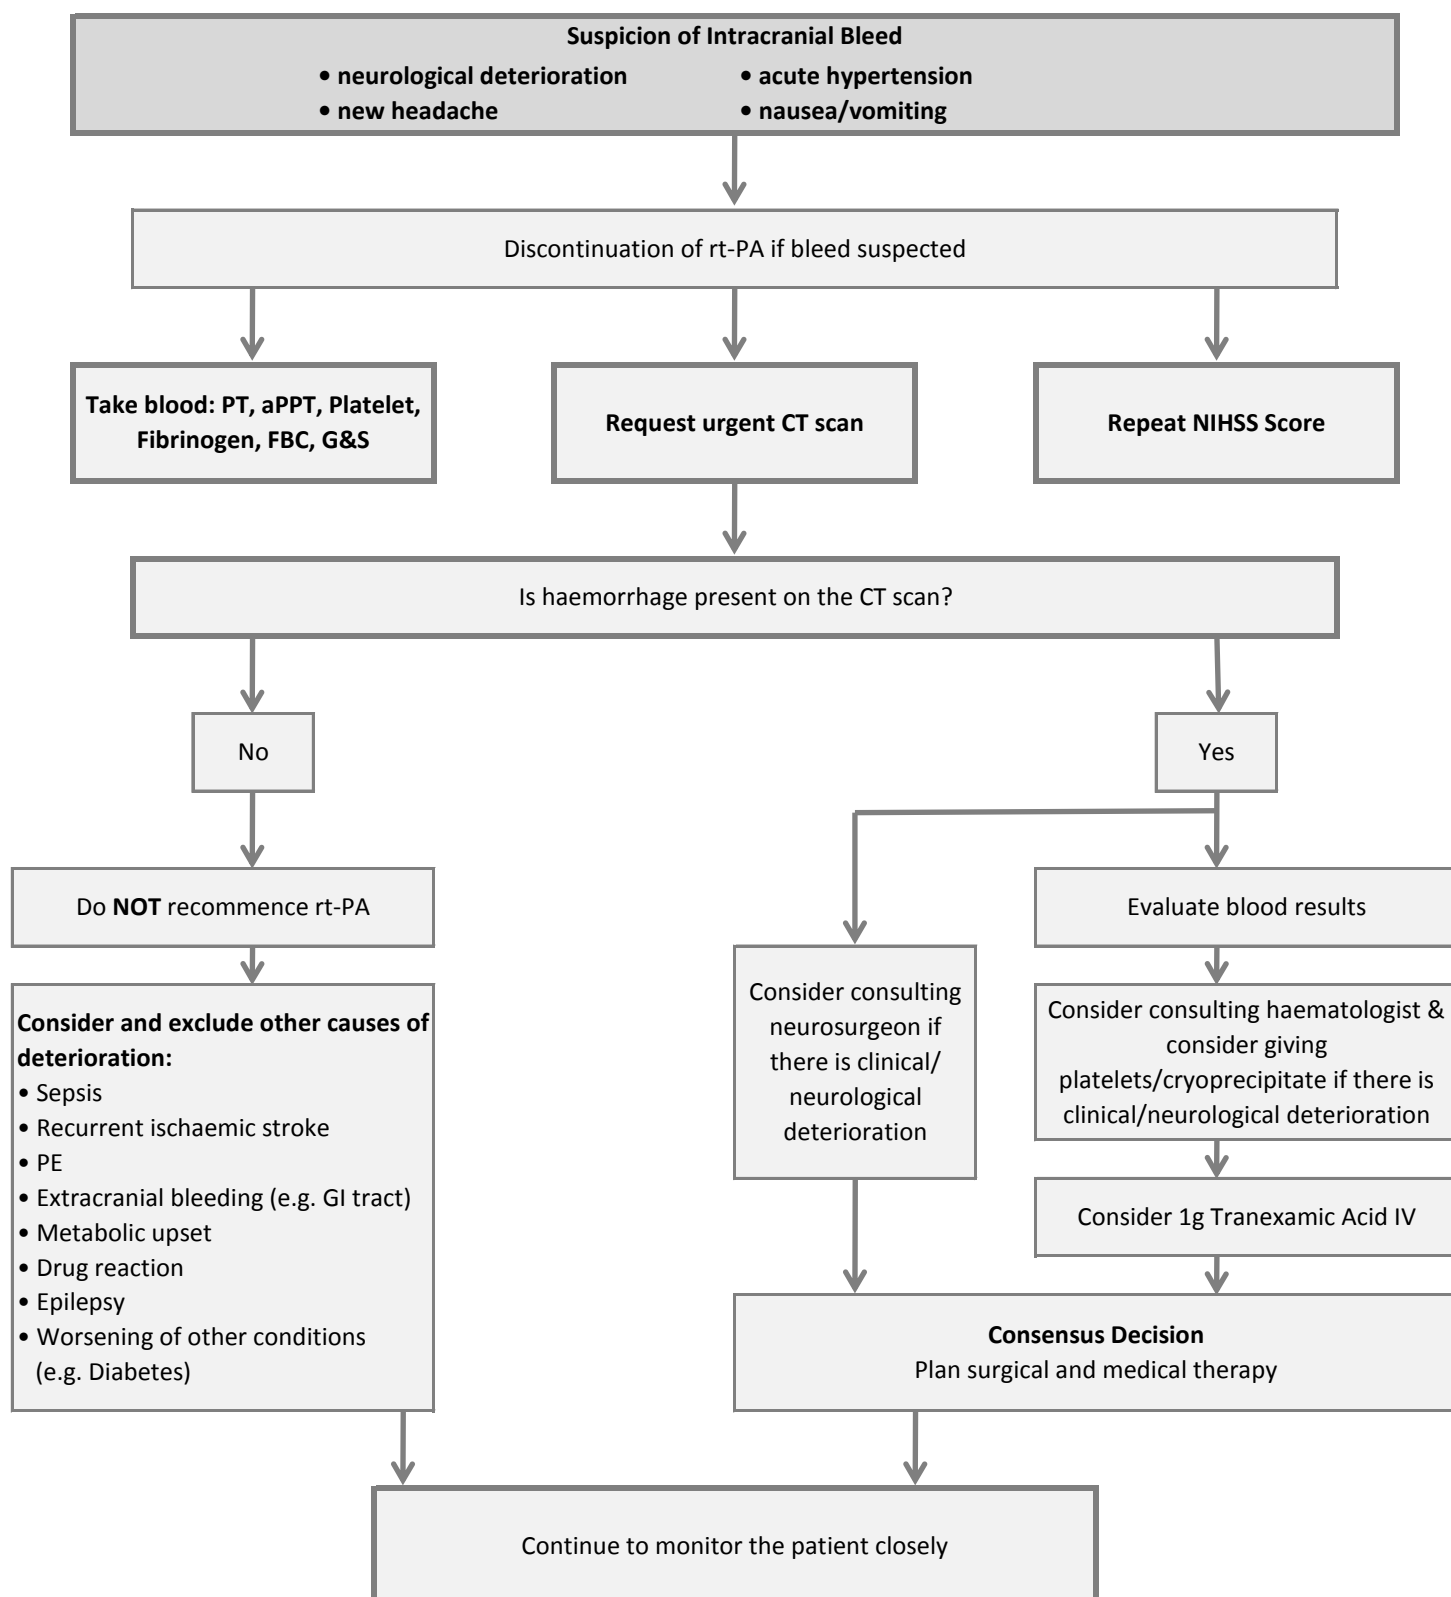 Suspicion of Intracranial Bleed
• neurological deterioration
• new headache
• acute hypertension
• nausea/vomiting
Discontinuation of rt-PA if bleed suspected
Take blood: PT, aPPT, Platelet,
Fibrinogen, FBC, G&S
Request urgent CT scan
Repeat NIHSS Score
Is haemorrhage present on the CT scan?
No
Yes
Do NOT recommence rt-PA
Evaluate blood results
Consider and exclude other causes of
deterioration:
• Sepsis
• Recurrent ischaemic stroke
• PE
• Extracranial bleeding (e.g. GI tract)
• Metabolic upset
• Drug reaction
• Epilepsy
• Worsening of other conditions
(e.g. Diabetes)
Consider consulting
neurosurgeon if
there is clinical/
neurological
deterioration
Consider consulting haematologist &
consider giving
platelets/cryoprecipitate if there is
clinical/neurological deterioration
Consider 1g Tranexamic Acid IV
Consensus Decision
Plan surgical and medical therapy
Continue to monitor the patient closely